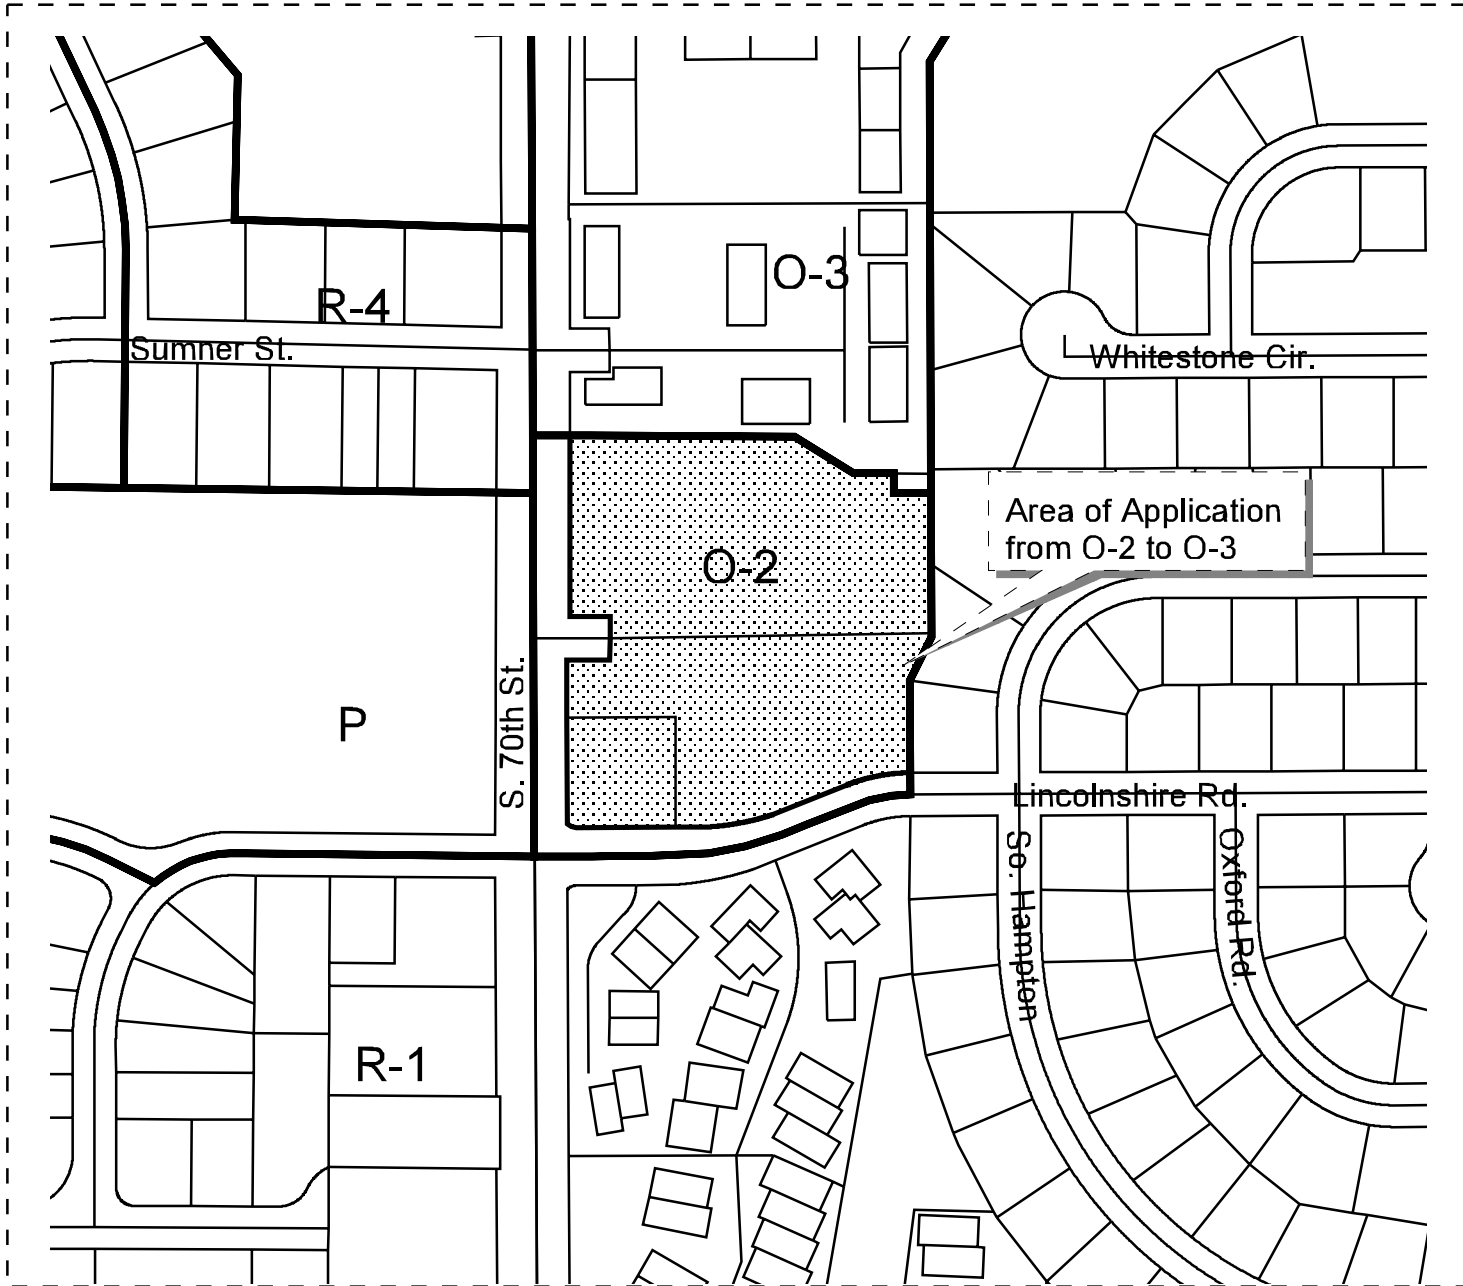 O-3
R-4
Sumner St.
Whitestone Cir.
Area of Application
from O-2 to O-3
O-2
S. 70th St.
P
Lincolnshire Rd.
So. Hampton
Oxford Rd.
R-1